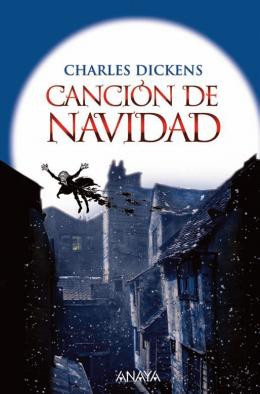 CHARLES DICKENS
CANCIÓN DE
NAVIDAD
ANAYA